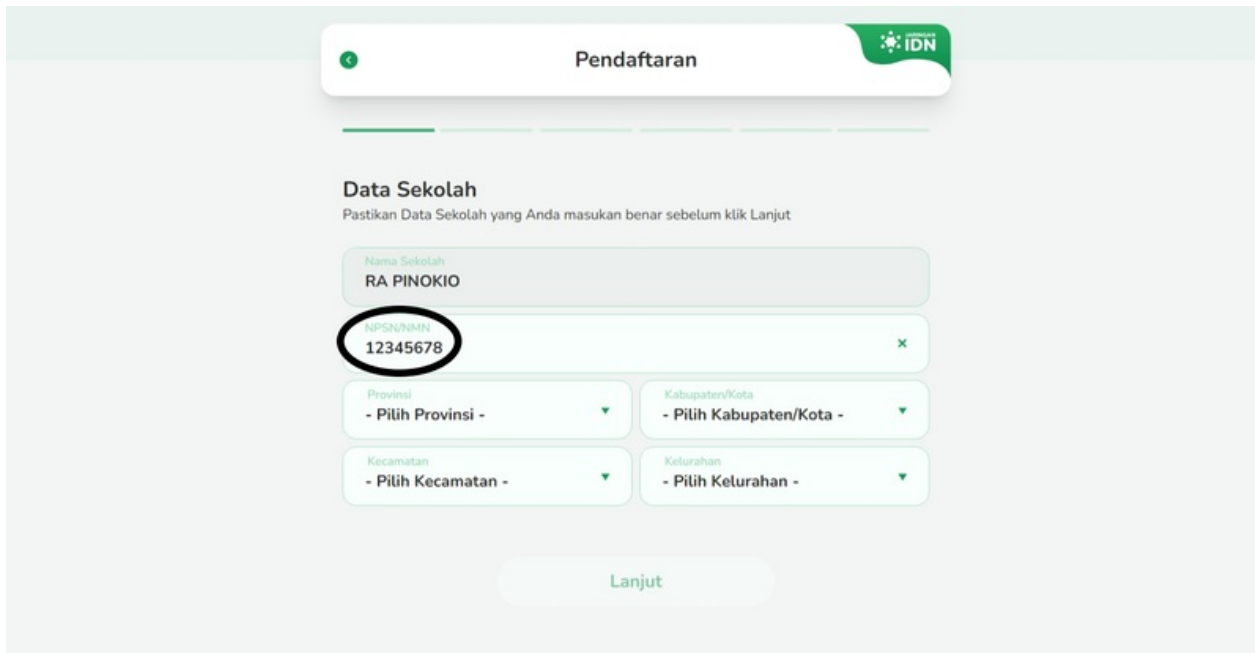 Pendaftaran
JARINGAN
IDN
Data Sekolah
Pastikan Data Sekolah yang Anda masukan benar sebelum klik Lanjut
Nama Sekolah
RA PINOKIO
NPSN/NMN
12345678
Provinsi
- Pilih Provinsi -
Kabupaten/Kota
- Pilih Kabupaten/Kota -
Kecamatan
- Pilih Kecamatan -
Kelurahan
- Pilih Kelurahan -
Lanjut